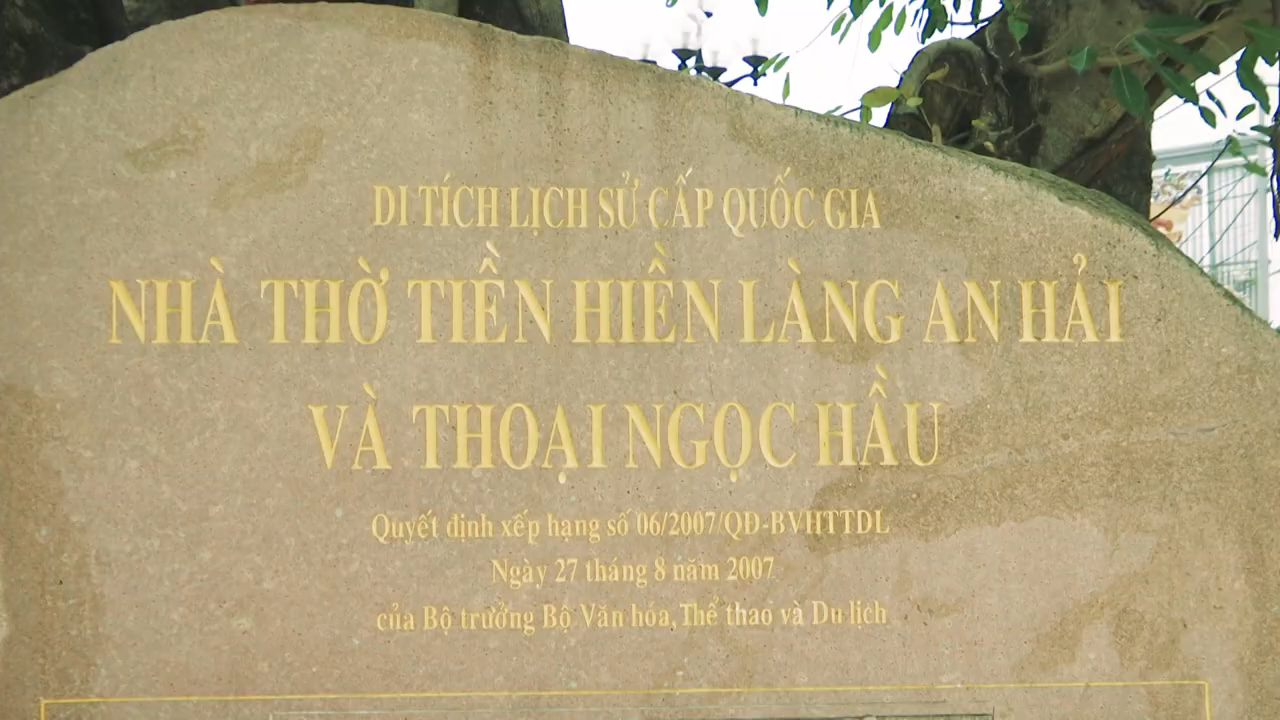 DI TÍCH LỊCH SỬ CẤP QUỐC GIA
NHÀ THỜ TIỀN HIỀN LÀNG AN HẢI
VÀ THOẠI NGỌC HẦU
Quyết định xếp hạng số 06/2007/QĐ-BVHTTDL
Ngày 27 tháng 8 năm 2007
của Bộ trưởng Bộ Văn hóa, Thể thao và Du lịch